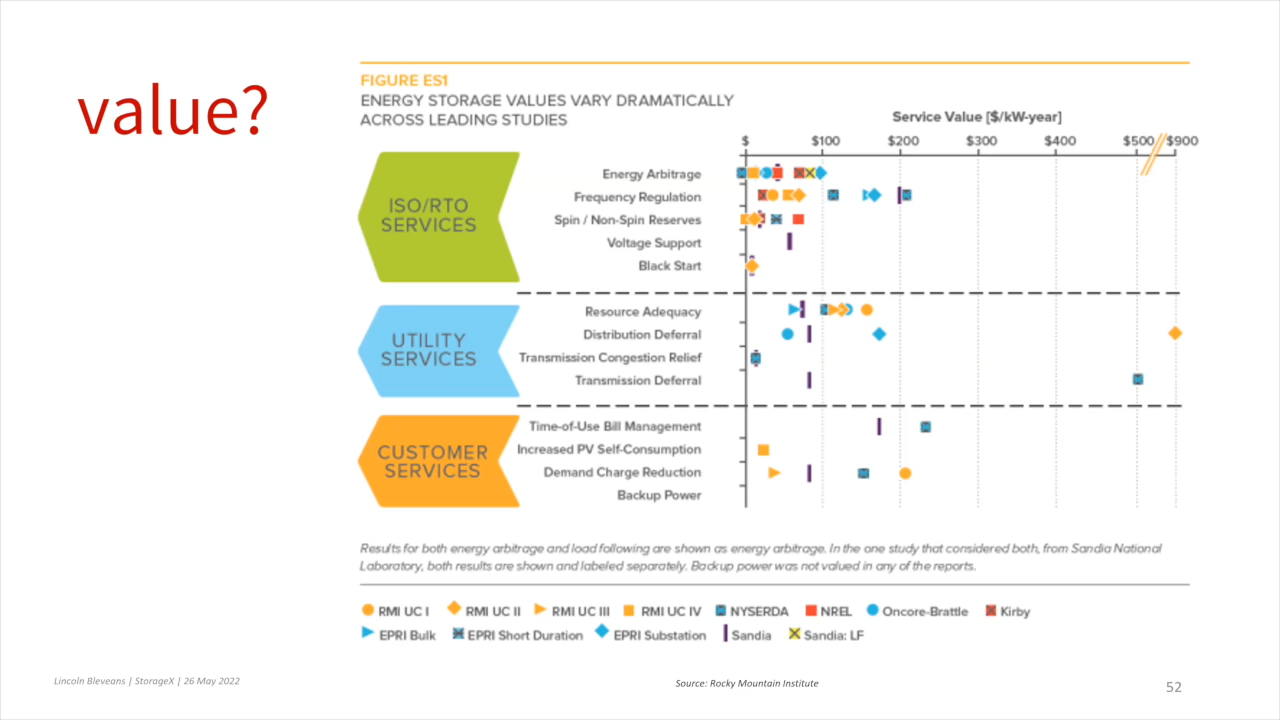 value?
FIGURE ES1
ENERGY STORAGE VALUES VARY DRAMATICALLY
ACROSS LEADING STUDIES
Service Value [$/kW-year]
$ $100 $200 $300 $400 $500 $900
ISO/RTO
SERVICES
Energy Arbitrage
Frequency Regulation
Spin / Non-Spin Reserves
Voltage Support
Black Start
UTILITY
SERVICES
Resource Adequacy
Distribution Deferral
Transmission Congestion Relief
Transmission Deferral
CUSTOMER
SERVICES
Time-of-Use Bill Management
Increased PV Self-Consumption
Demand Charge Reduction
Backup Power
Results for both energy arbitrage and load following are shown as energy arbitrage. In the one study that considered both, from Sandia National
Laboratory, both results are shown and labeled separately. Backup power was not valued in any of the reports.
RMI UC I RMI UC II RMI UC III RMI UC IV NYSERDA NREL Oncore-Brattle Kirby
EPRI Bulk EPRI Short Duration EPRI Substation Sandia Sandia: LF
Lincoln Bleveans | StorageX | 26 May 2022
Source: Rocky Mountain Institute
52